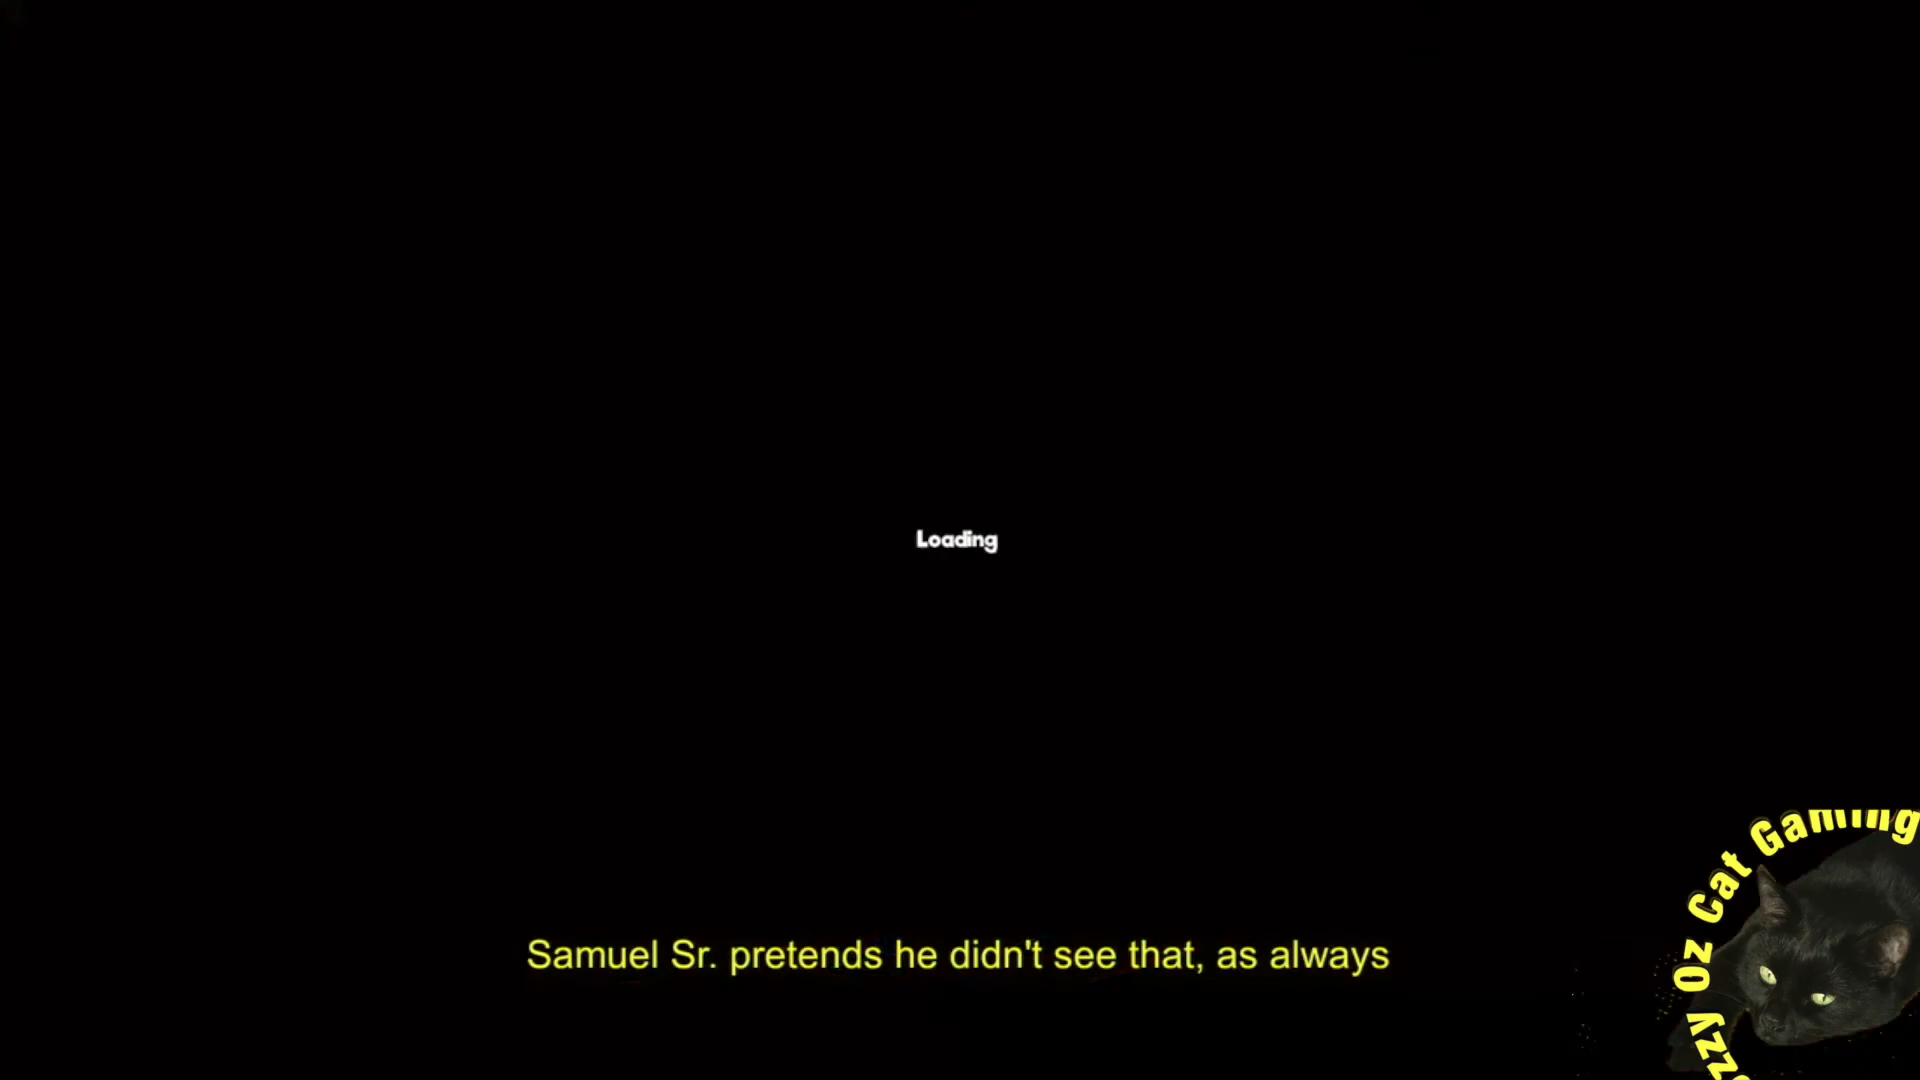 Loading
Samuel Sr. pretends he didn't see that, as always
Oz Cat Gaming